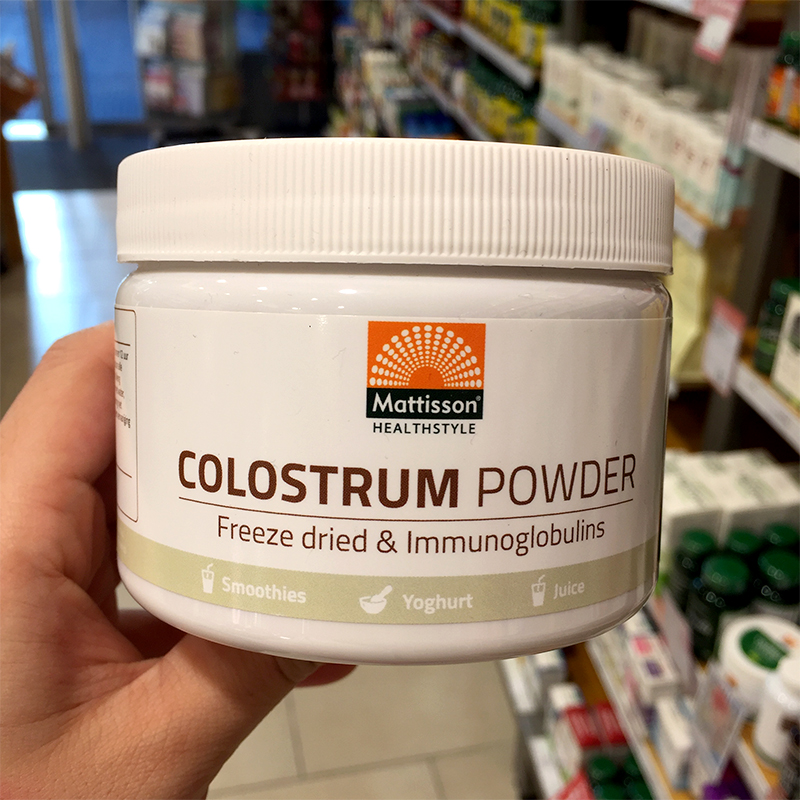 Mattisson®
HEALTHSTYLE
COLOSTRUM POWDER
Freeze dried & Immunoglobulins
Smoothies
Yoghurt
Juice